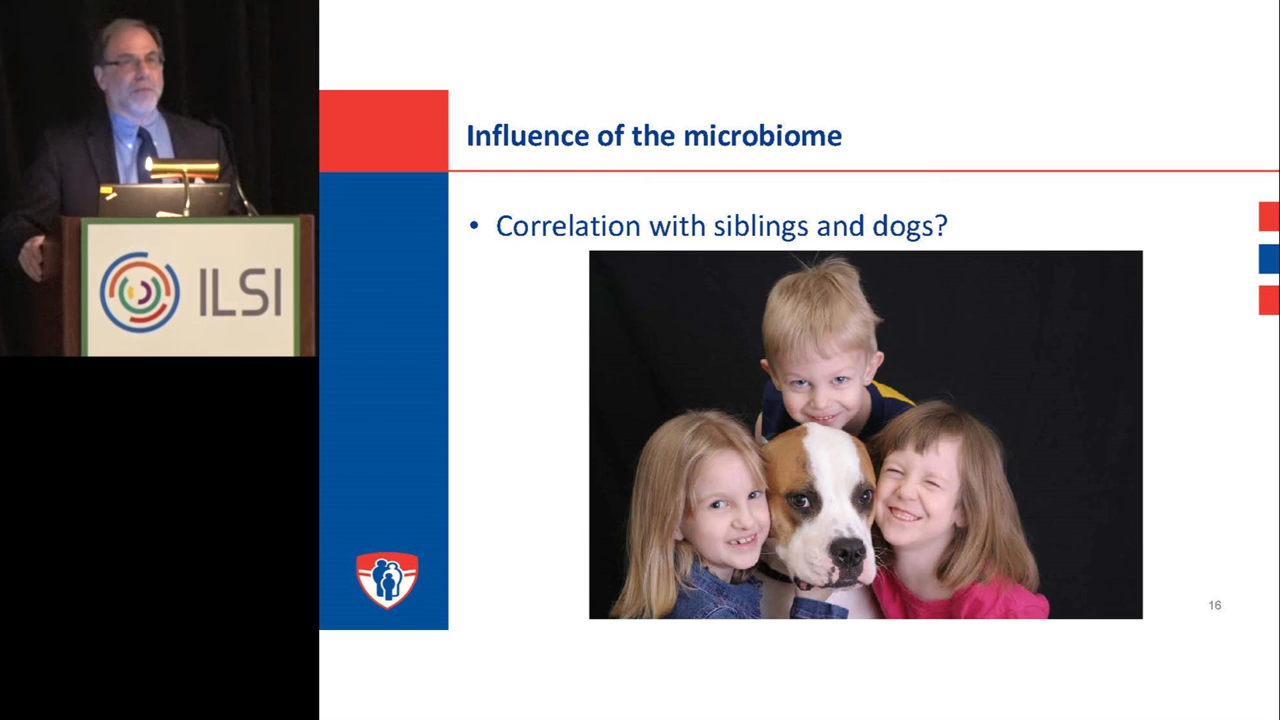 ILSI
Influence of the microbiome
• Correlation with siblings and dogs?
16